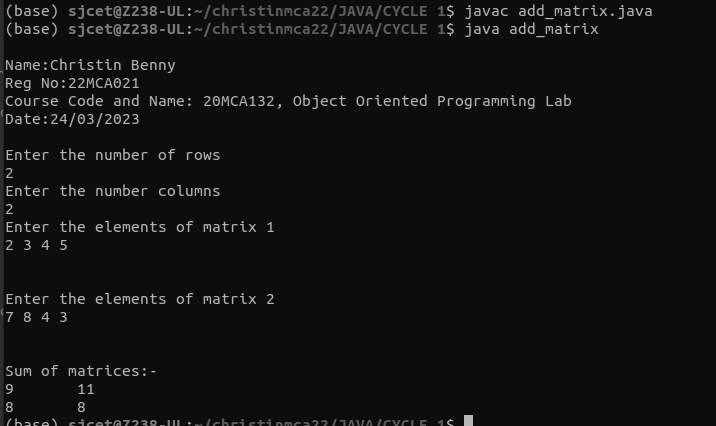 (base) sjcet@Z238-UL:~/christinmca22/JAVA/CYCLE 1$ javac add_matrix.java
(base) sjcet@Z238-UL:~/christinmca22/JAVA/CYCLE 1$ java add_matrix
Name:Christin Benny
Reg No:22MCA021
Course Code and Name: 20MCA132, Object Oriented Programming Lab
Date:24/03/2023
Enter the number of rows
2
Enter the number columns
2
Enter the elements of matrix 1
2 3 4 5
Enter the elements of matrix 2
7 8 4 3
Sum of matrices:-
9 11
8 8
(base) sjcet@Z238-UL:~/christinmca22/JAVA/CYCLE 1$